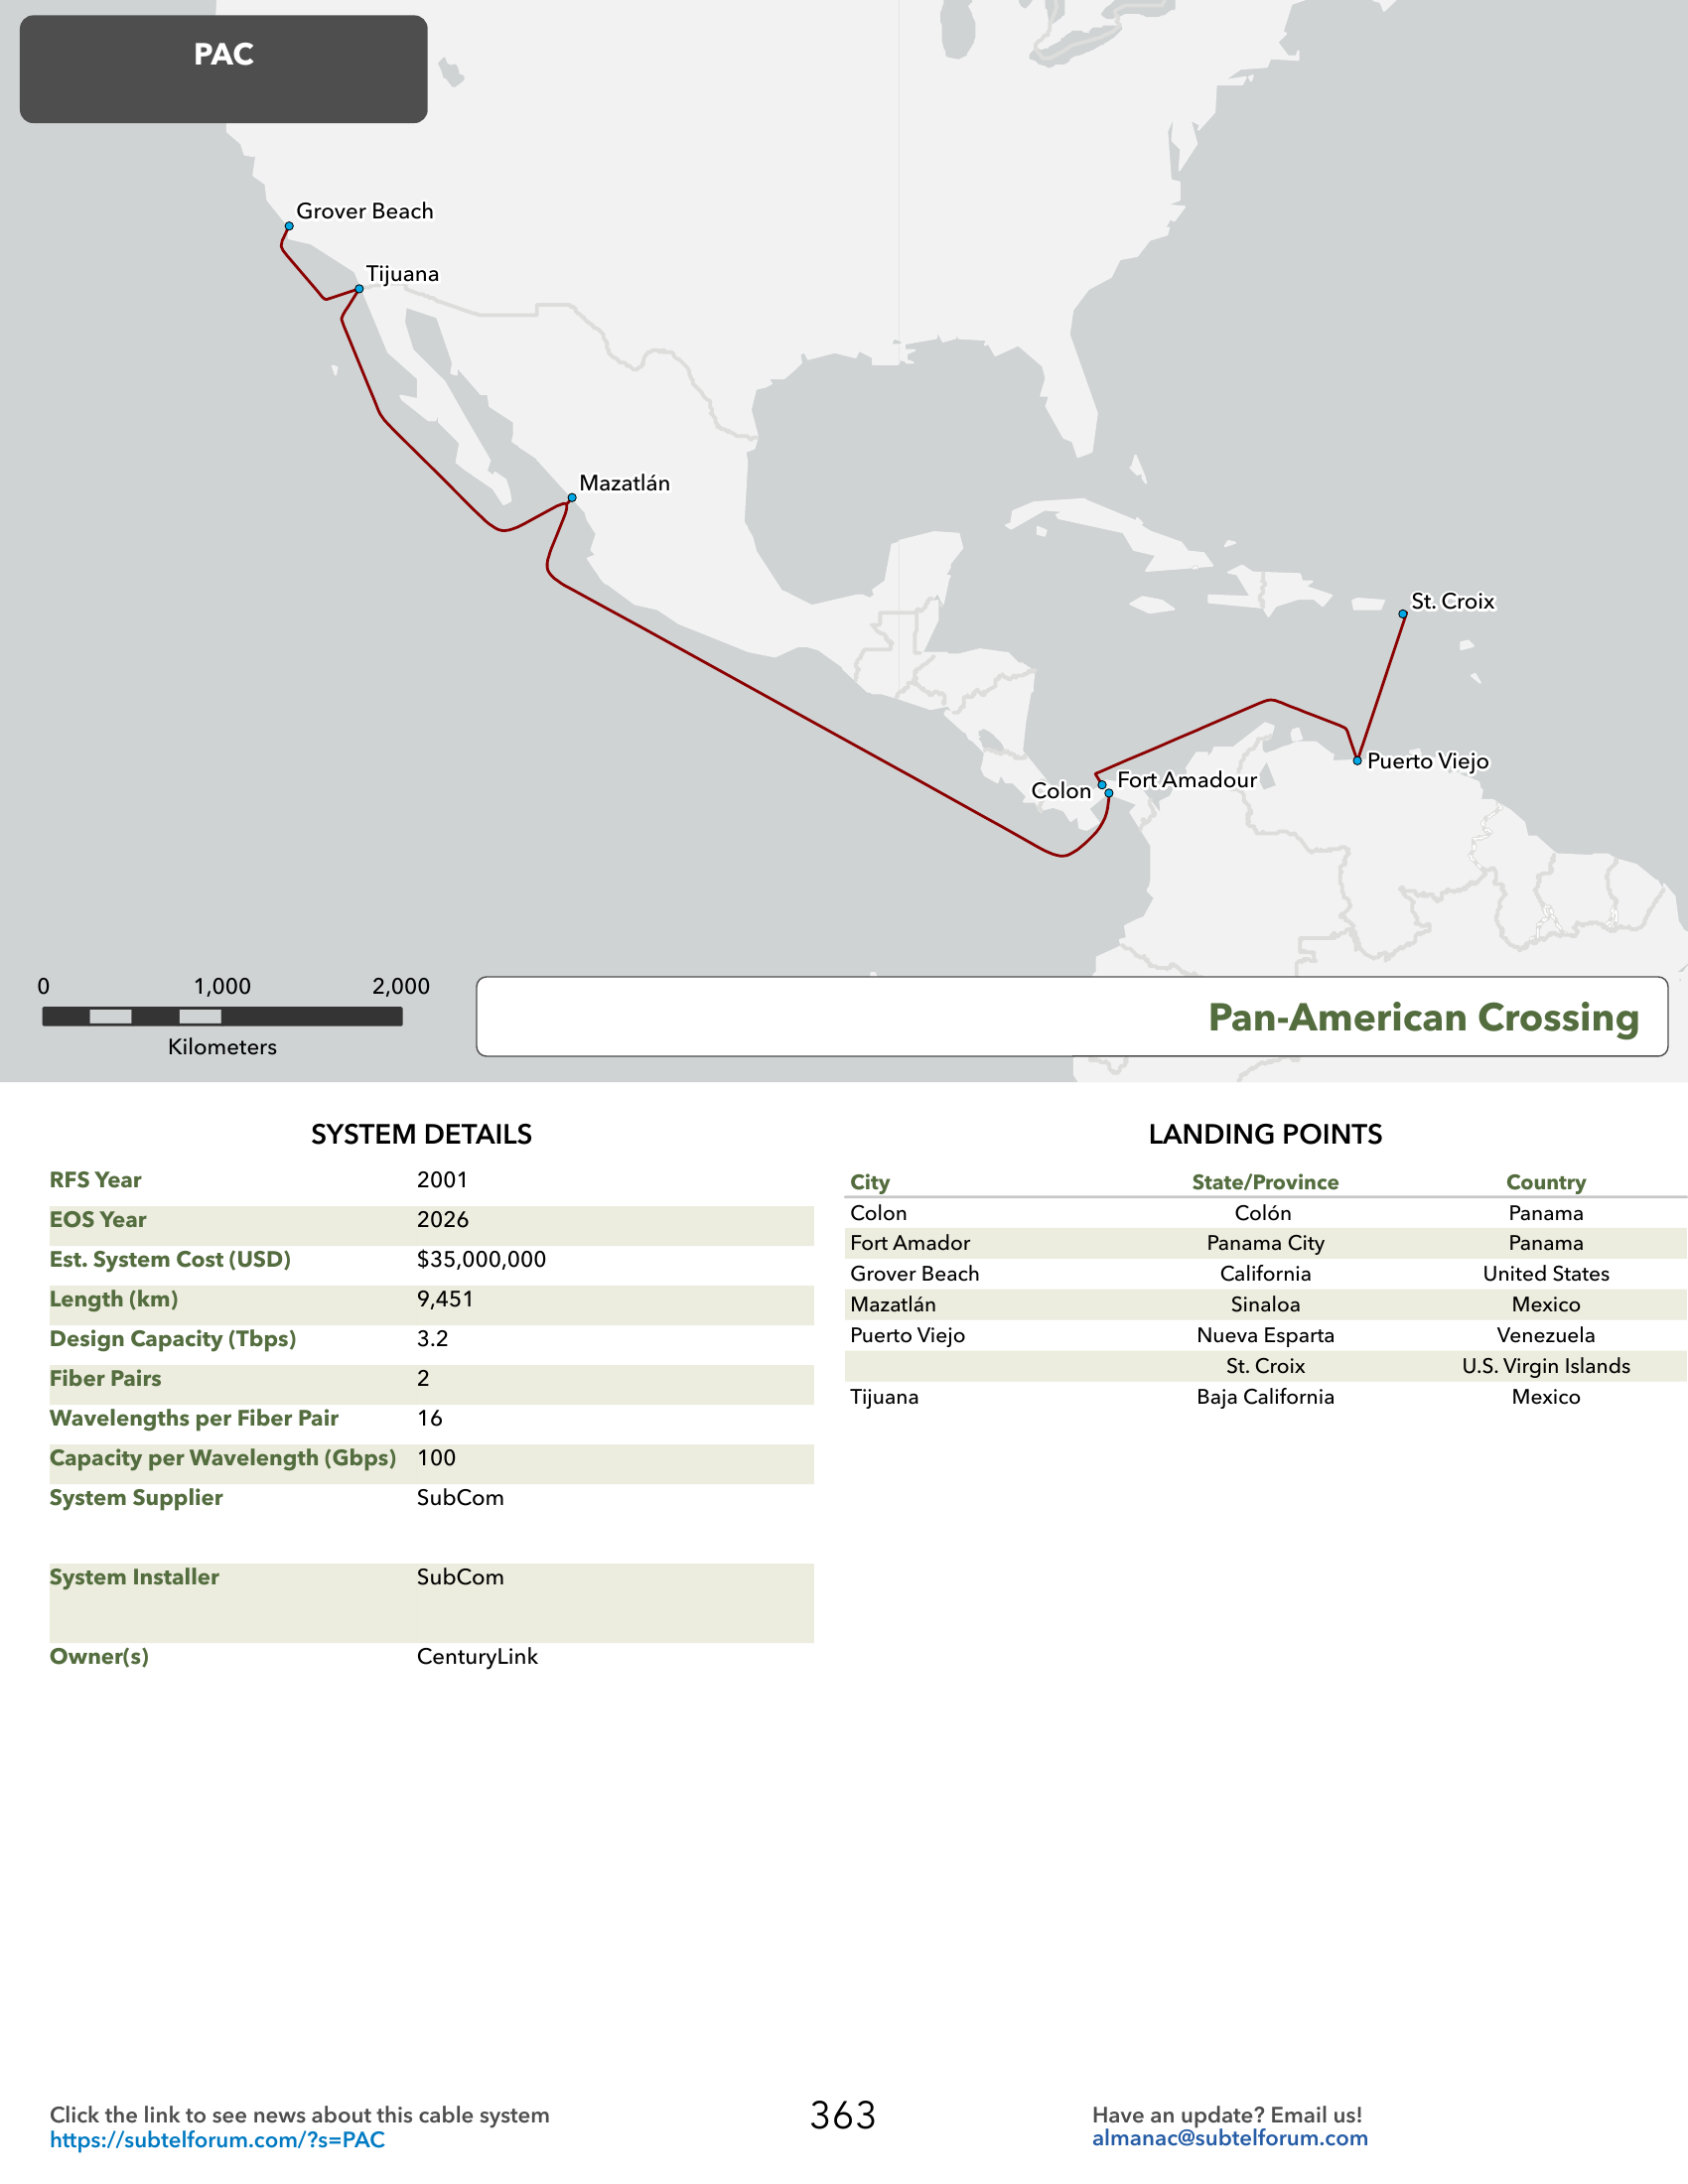 PAC
Grover Beach
Tijuana
Mazatlán
St. Croix
Puerto Viejo
Fort Amadour
Colon
0 1,000 2,000
Kilometers
Pan-American Crossing
SYSTEM DETAILS
RFS Year 2001
EOS Year 2026
Est. System Cost (USD) $35,000,000
Length (km) 9,451
Design Capacity (Tbps) 3.2
Fiber Pairs 2
Wavelengths per Fiber Pair 16
Capacity per Wavelength (Gbps) 100
System Supplier SubCom
System Installer SubCom
Owner(s) CenturyLink
LANDING POINTS
City State/Province Country
Colon Colón Panama
Fort Amador Panama City Panama
Grover Beach California United States
Mazatlán Sinaloa Mexico
Puerto Viejo Nueva Esparta Venezuela
St. Croix U.S. Virgin Islands
Tijuana Baja California Mexico
Click the link to see news about this cable system
https://subtelforum.com/?s=PAC
363
Have an update? Email us!
almanac@subtelforum.com